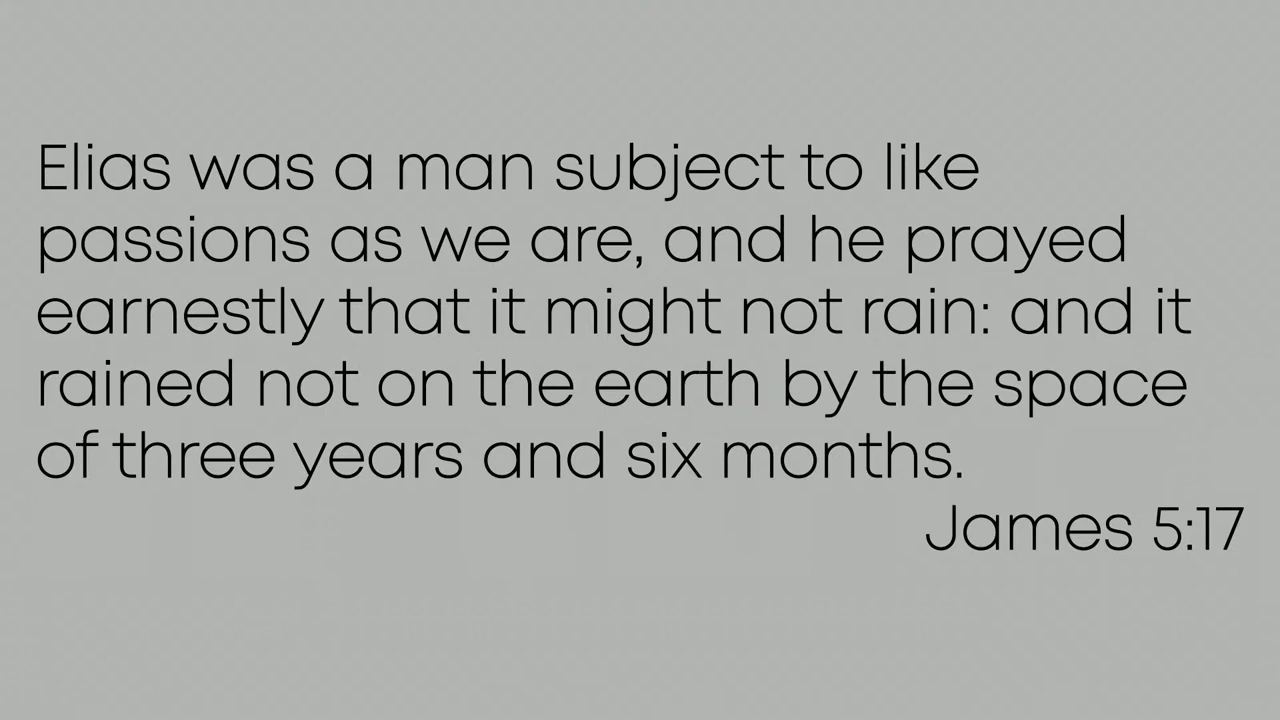 Elias was a man subject to like
passions as we are, and he prayed
earnestly that it might not rain: and it
rained not on the earth by the space
of three years and six months.
James 5:17